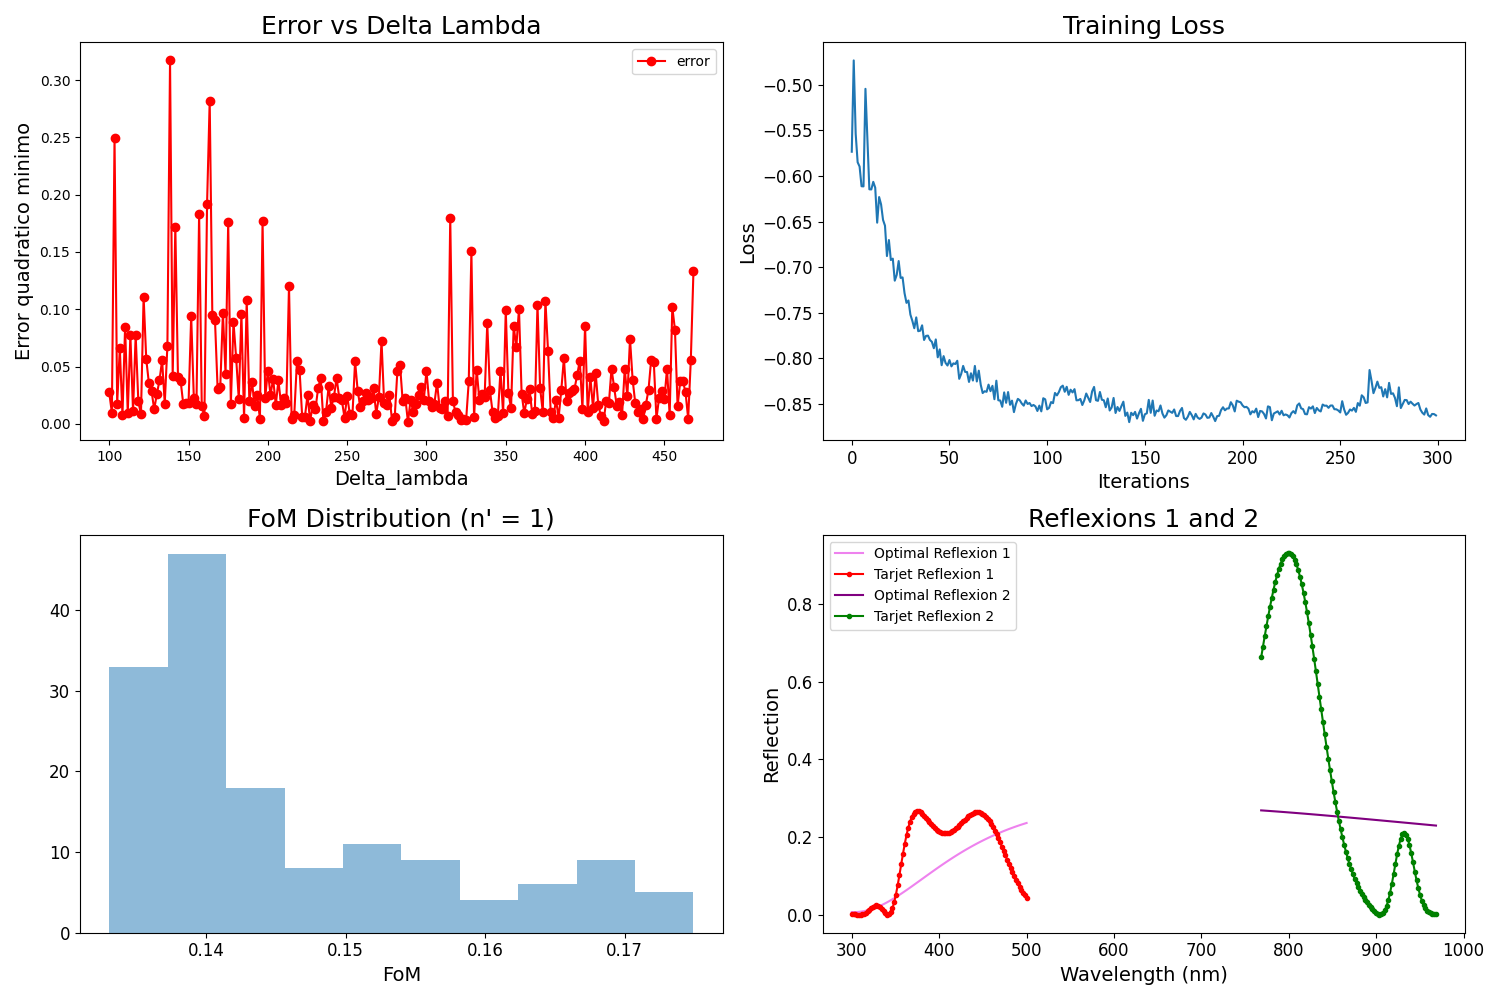 Error vs Delta Lambda
error
Error quadratico minimo
0.30
0.25
0.20
0.15
0.10
0.05
0.00
100 150 200 250 300 350 400 450
Delta_lambda
Training Loss
Loss
−0.50
−0.55
−0.60
−0.65
−0.70
−0.75
−0.80
−0.85
0 50 100 150 200 250 300
Iterations
FoM Distribution (n' = 1)
40
30
20
10
0
0.14 0.15 0.16 0.17
FoM
Reflexions 1 and 2
Optimal Reflexion 1
Tarjet Reflexion 1
Optimal Reflexion 2
Tarjet Reflexion 2
Reflection
0.8
0.6
0.4
0.2
0.0
300 400 500 600 700 800 900 1000
Wavelength (nm)